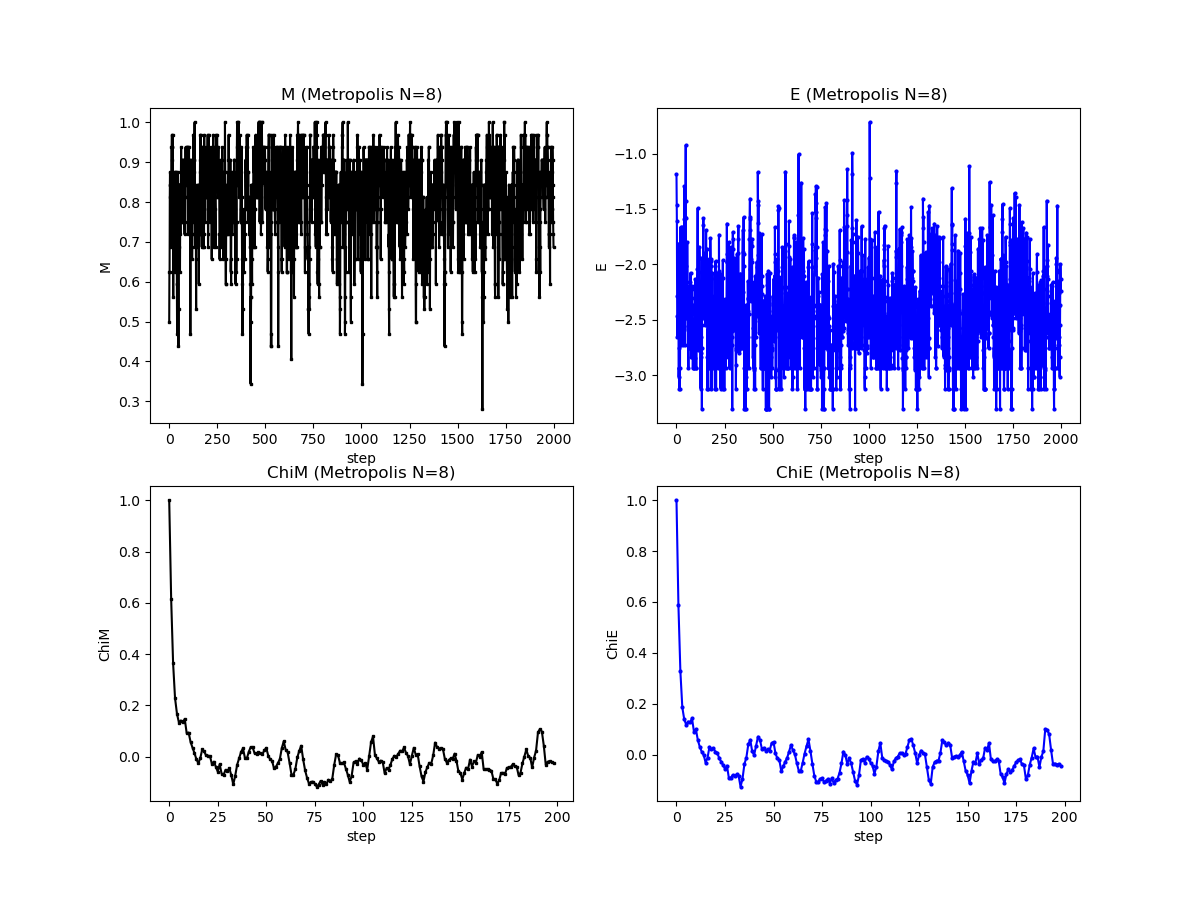 M (Metropolis N=8)
1.0
0.9
0.8
0.7
0.6
0.5
0.4
0.3
M
0 250 500 750 1000 1250 1500 1750 2000
step
E (Metropolis N=8)
−1.0
−1.5
−2.0
−2.5
−3.0
E
0 250 500 750 1000 1250 1500 1750 2000
step
ChiM (Metropolis N=8)
1.0
0.8
0.6
0.4
0.2
0.0
ChiM
0 25 50 75 100 125 150 175 200
step
ChiE (Metropolis N=8)
1.0
0.8
0.6
0.4
0.2
0.0
ChiE
0 25 50 75 100 125 150 175 200
step